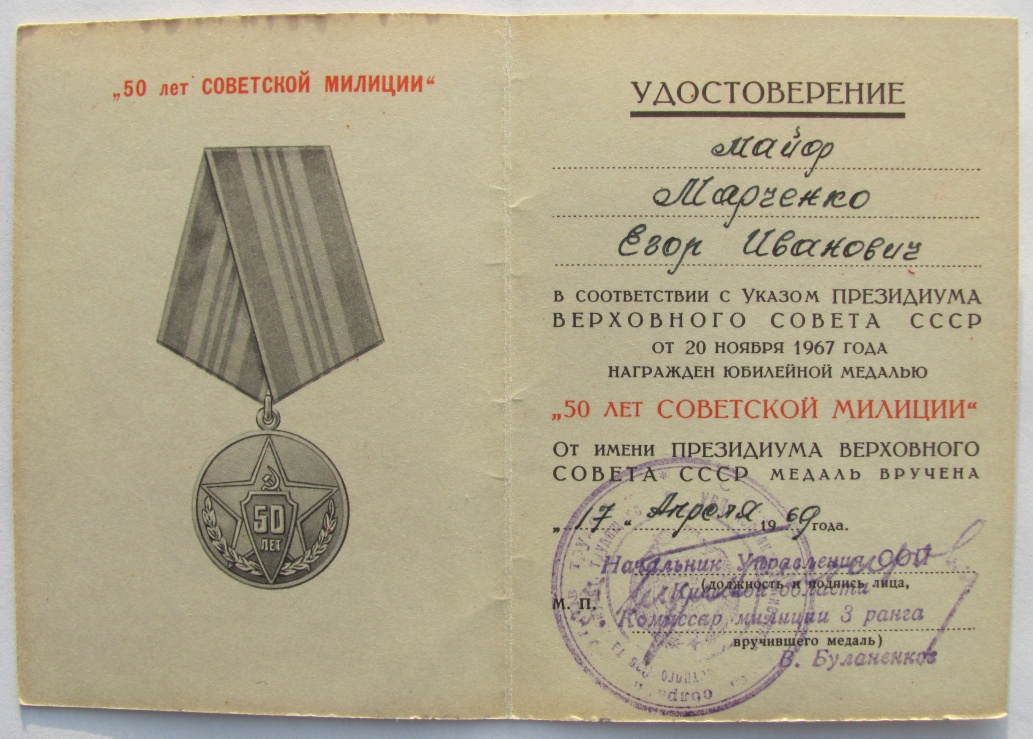 „50 лет СОВЕТСКОЙ МИЛИЦИИ“
50
ЛЕТ
УДОСТОВЕРЕНИЕ
Майор
Марченко
Егор Иванович
В СООТВЕТСТВИИ С УКАЗОМ ПРЕЗИДИУМА
ВЕРХОВНОГО СОВЕТА СССР
ОТ 20 НОЯБРЯ 1967 ГОДА
НАГРАЖДЕН ЮБИЛЕЙНОЙ МЕДАЛЬЮ
„50 ЛЕТ СОВЕТСКОЙ МИЛИЦИИ“
ОТ ИМЕНИ ПРЕЗИДИУМА ВЕРХОВНОГО
СОВЕТА СССР МЕДАЛЬ ВРУЧЕНА
„17“ Апреля 1969 года.
Начальник Управления ООП
(должность и подпись лица,
области
М. П.
Комиссар милиции 3 ранга
вручившего медаль)
В. Буланенков